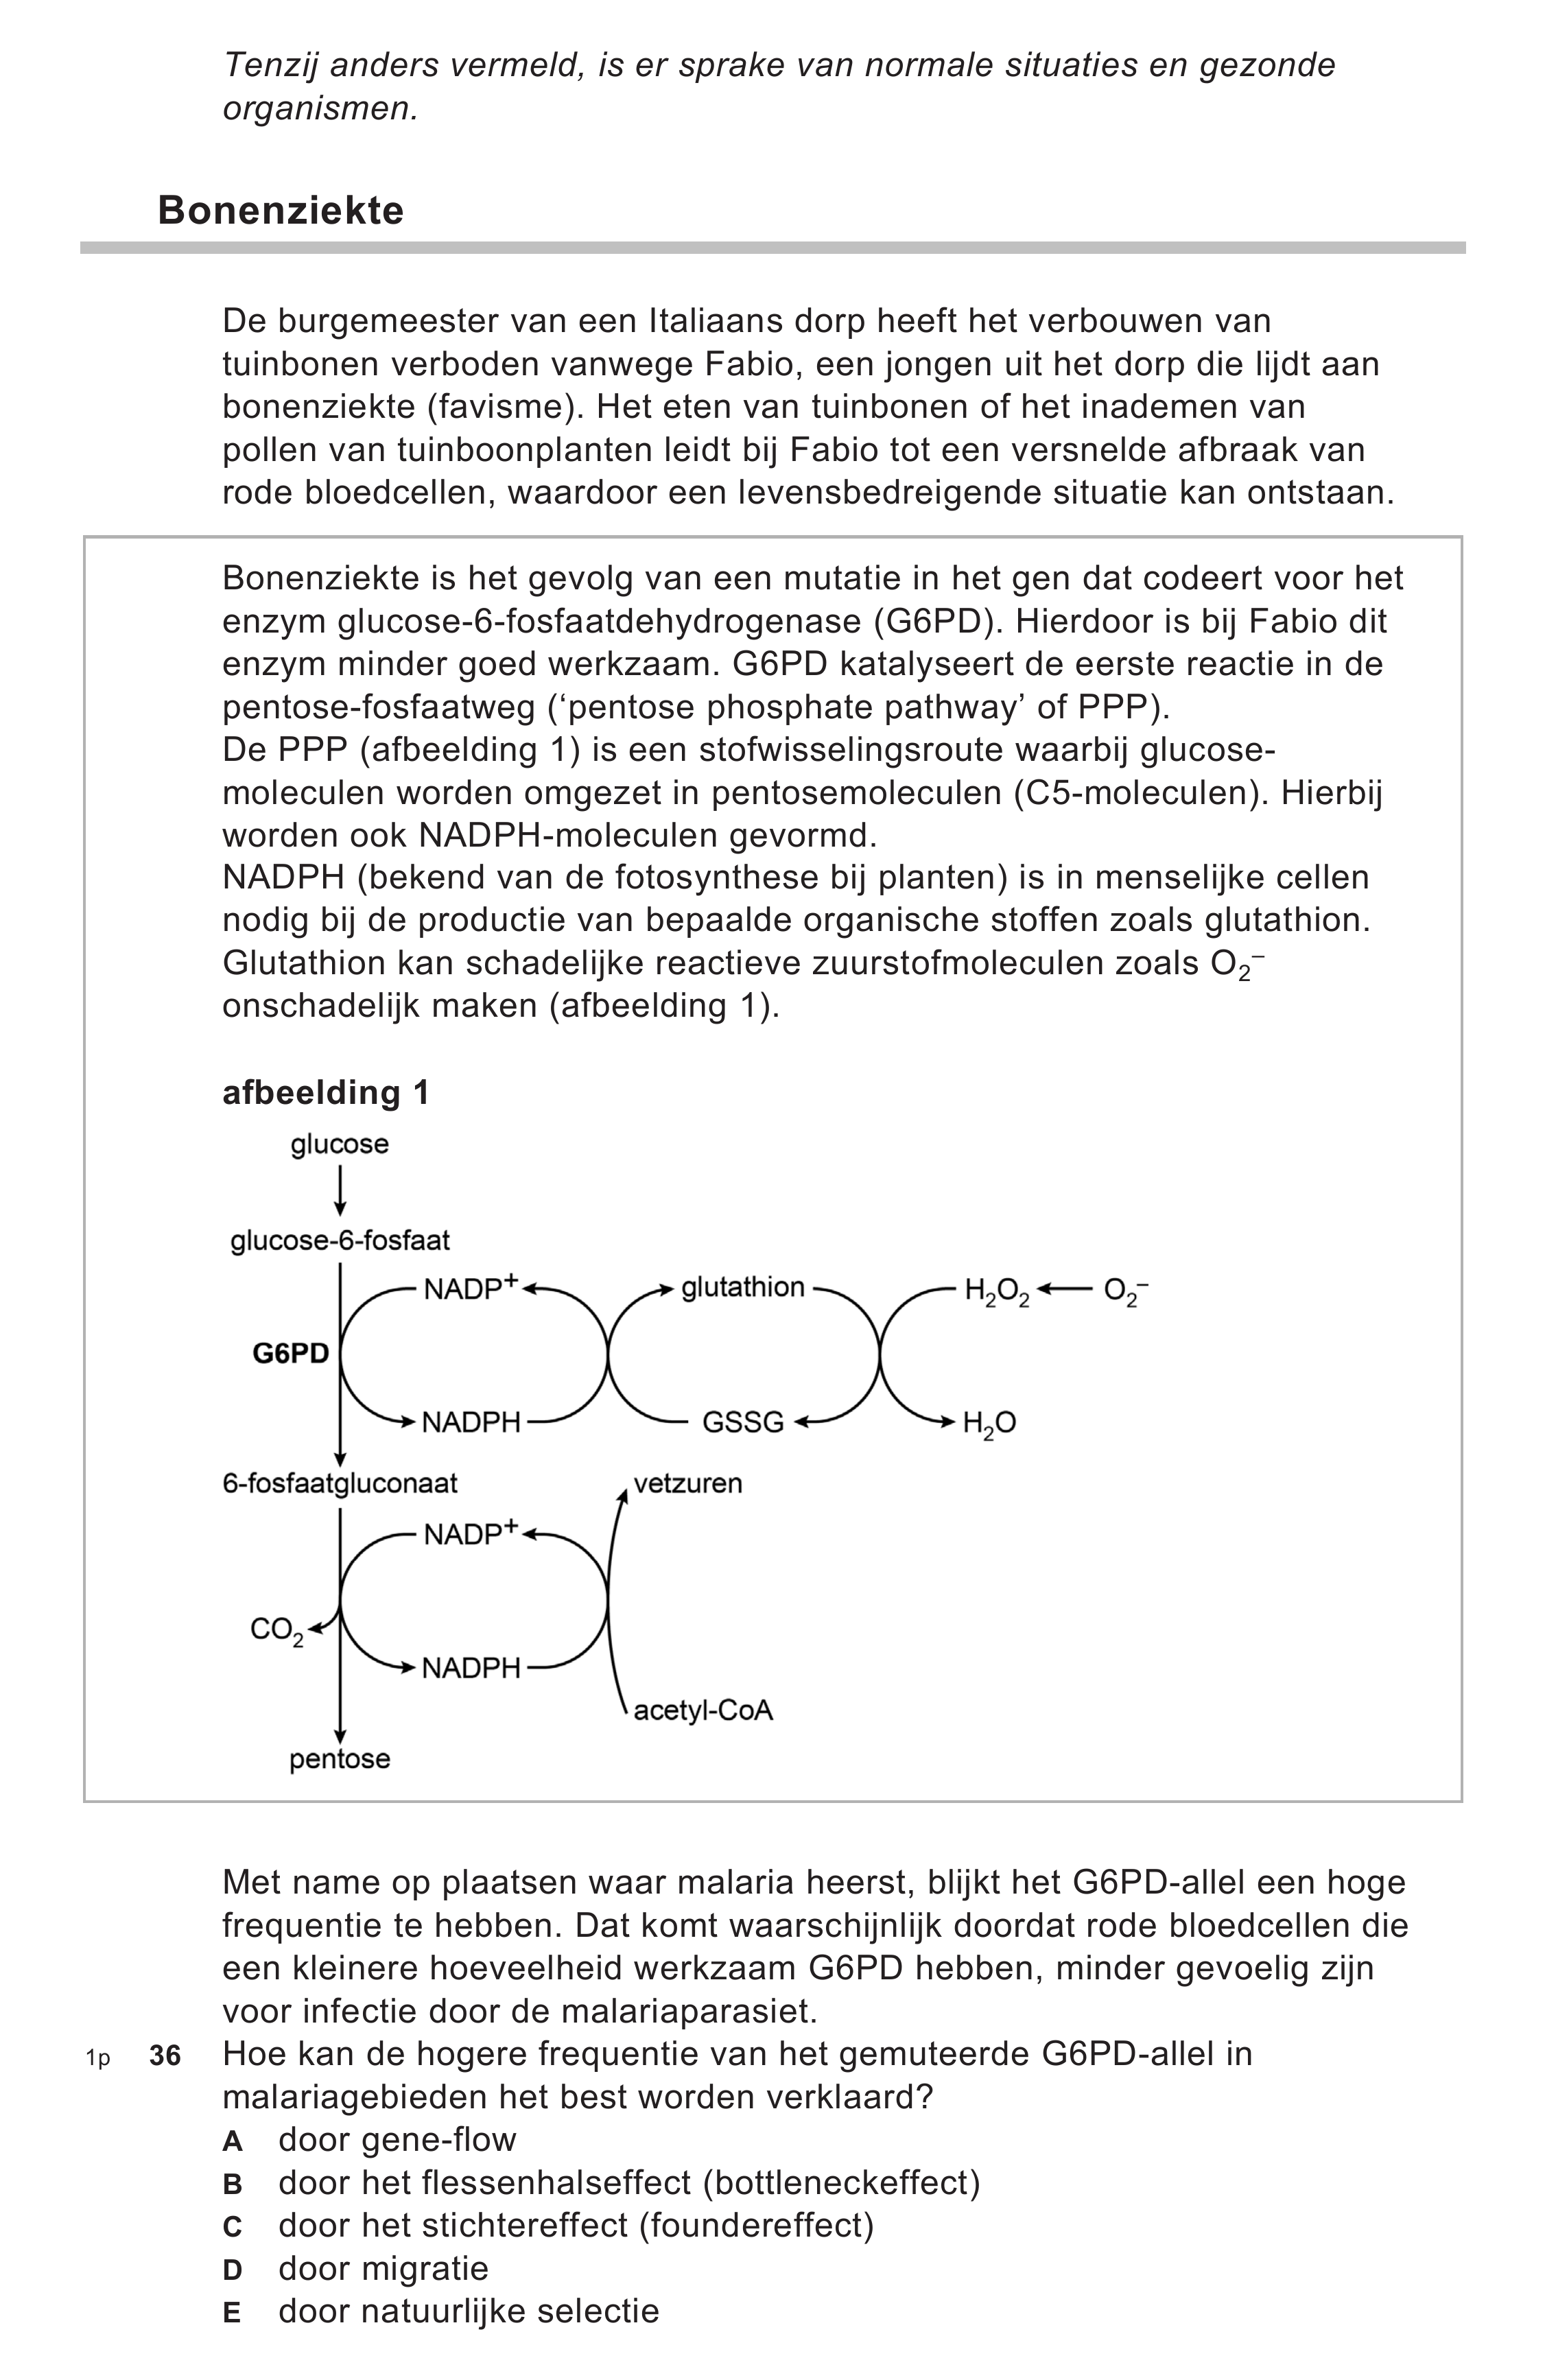 Tenzij anders vermeld, is er sprake van normale situaties en gezonde
organismen.
Bonenziekte
De burgemeester van een Italiaans dorp heeft het verbouwen van
tuinbonen verboden vanwege Fabio, een jongen uit het dorp die lijdt aan
bonenziekte (favisme). Het eten van tuinbonen of het inademen van
pollen van tuinboonplanten leidt bij Fabio tot een versnelde afbraak van
rode bloedcellen, waardoor een levensbedreigende situatie kan ontstaan.
Bonenziekte is het gevolg van een mutatie in het gen dat codeert voor het
enzym glucose-6-fosfaatdehydrogenase (G6PD). Hierdoor is bij Fabio dit
enzym minder goed werkzaam. G6PD katalyseert de eerste reactie in de
pentose-fosfaatweg (‘pentose phosphate pathway’ of PPP).
De PPP (afbeelding 1) is een stofwisselingsroute waarbij glucose-
moleculen worden omgezet in pentosemoleculen (C5-moleculen). Hierbij
worden ook NADPH-moleculen gevormd.
NADPH (bekend van de fotosynthese bij planten) is in menselijke cellen
nodig bij de productie van bepaalde organische stoffen zoals glutathion.
Glutathion kan schadelijke reactieve zuurstofmoleculen zoals O₂⁻
onschadelijk maken (afbeelding 1).
afbeelding 1
glucose
glucose-6-fosfaat
NADP⁺ glutathion H₂O₂ O₂⁻
G6PD
NADPH GSSG H₂O
6-fosfaatgluconaat vetzuren
NADP⁺
CO₂
NADPH
acetyl-CoA
pentose
Met name op plaatsen waar malaria heerst, blijkt het G6PD-allel een hoge
frequentie te hebben. Dat komt waarschijnlijk doordat rode bloedcellen die
een kleinere hoeveelheid werkzaam G6PD hebben, minder gevoelig zijn
voor infectie door de malariaparasiet.
1p 36 Hoe kan de hogere frequentie van het gemuteerde G6PD-allel in
malariagebieden het best worden verklaard?
A door gene-flow
B door het flessenhalseffect (bottleneckeffect)
C door het stichtereffect (foundereffect)
D door migratie
E door natuurlijke selectie